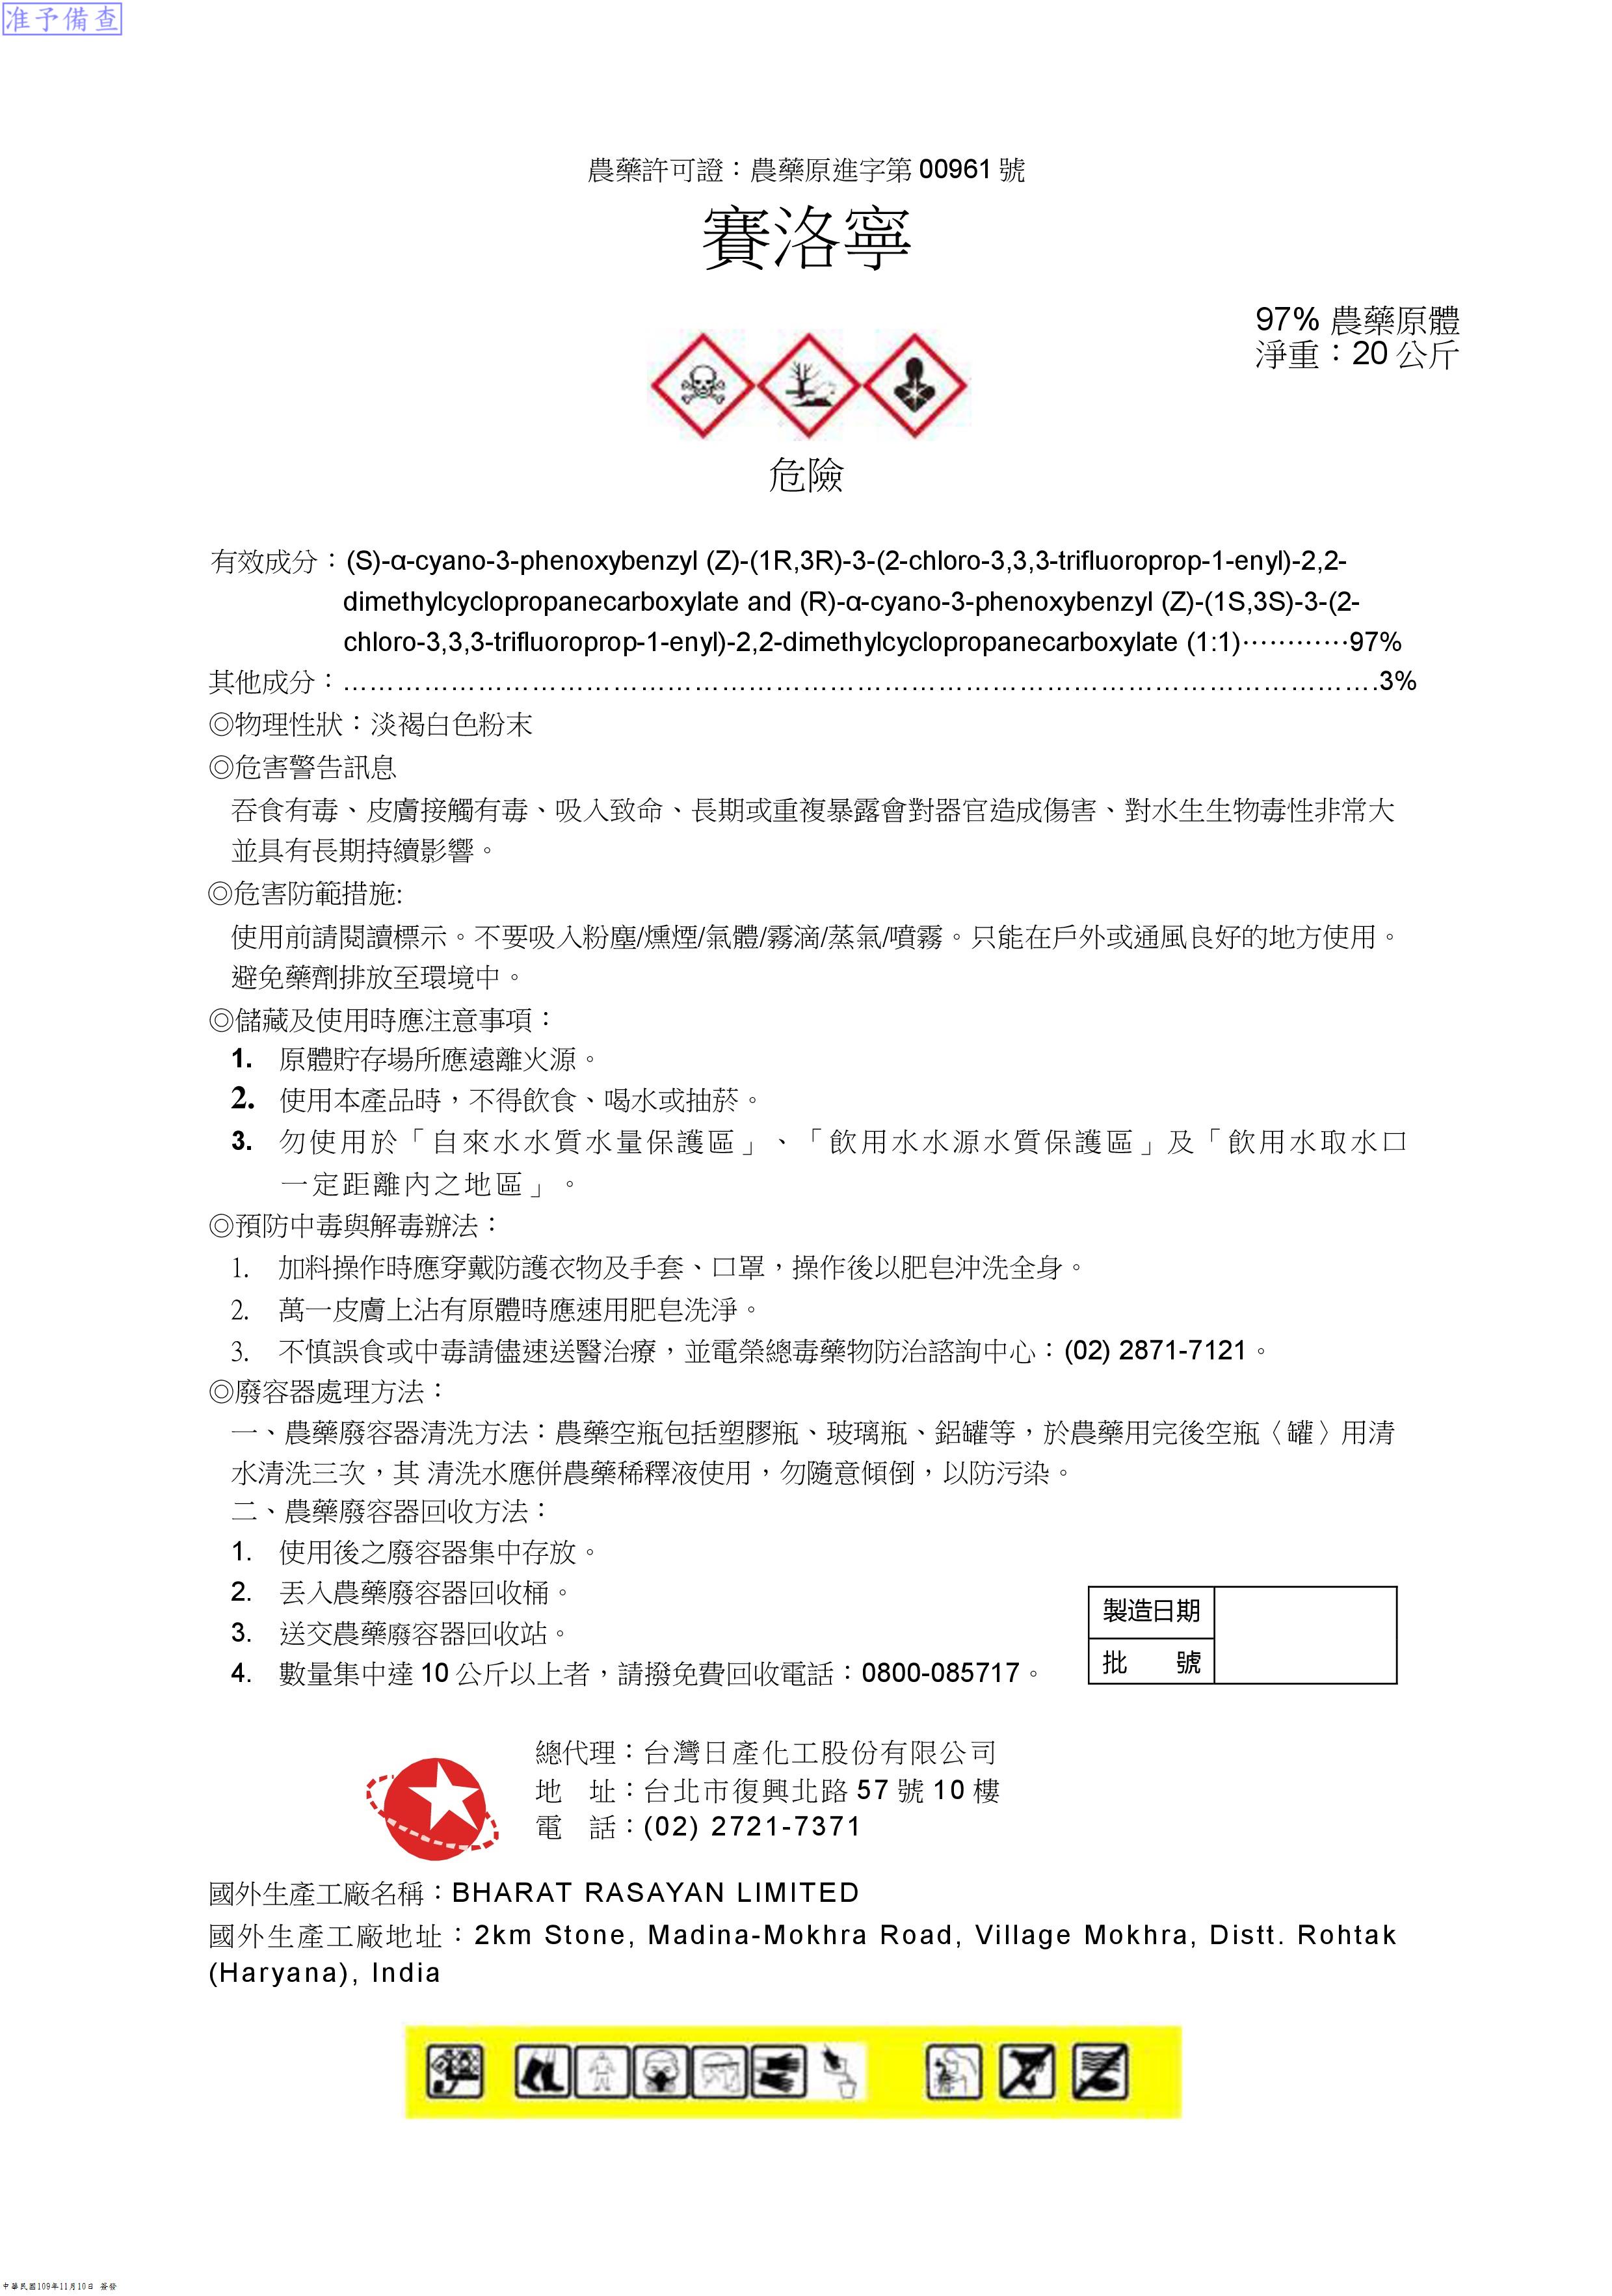 准予備查
農藥許可證：農藥原進字第 00961 號
賽洛寧
97% 農藥原體
淨重：20 公斤
危險
有效成分：(S)-α-cyano-3-phenoxybenzyl (Z)-(1R,3R)-3-(2-chloro-3,3,3-trifluoroprop-1-enyl)-2,2-
dimethylcyclopropanecarboxylate and (R)-α-cyano-3-phenoxybenzyl (Z)-(1S,3S)-3-(2-
chloro-3,3,3-trifluoroprop-1-enyl)-2,2-dimethylcyclopropanecarboxylate (1:1)⋯⋯⋯⋯97%
其他成分：…………………………………………………………………………………………………….3%
◎物理性狀：淡褐白色粉末
◎危害警告訊息
吞食有毒、皮膚接觸有毒、吸入致命、長期或重複暴露會對器官造成傷害、對水生生物毒性非常大
並具有長期持續影響。
◎危害防範措施:
使用前請閱讀標示。不要吸入粉塵/燻煙/氣體/霧滴/蒸氣/噴霧。只能在戶外或通風良好的地方使用。
避免藥劑排放至環境中。
◎儲藏及使用時應注意事項：
1. 原體貯存場所應遠離火源。
2. 使用本產品時，不得飲食、喝水或抽菸。
3. 勿使用於「自來水水質水量保護區」、「飲用水水源水質保護區」及「飲用水取水口
一定距離內之地區」。
◎預防中毒與解毒辦法：
1. 加料操作時應穿戴防護衣物及手套、口罩，操作後以肥皂沖洗全身。
2. 萬一皮膚上沾有原體時應速用肥皂洗淨。
3. 不慎誤食或中毒請儘速送醫治療，並電榮總毒藥物防治諮詢中心：(02) 2871-7121。
◎廢容器處理方法：
一、農藥廢容器清洗方法：農藥空瓶包括塑膠瓶、玻璃瓶、鋁罐等，於農藥用完後空瓶〈罐〉用清
水清洗三次，其 清洗水應併農藥稀釋液使用，勿隨意傾倒，以防污染。
二、農藥廢容器回收方法：
1. 使用後之廢容器集中存放。
2. 丟入農藥廢容器回收桶。
3. 送交農藥廢容器回收站。
4. 數量集中達 10 公斤以上者，請撥免費回收電話：0800-085717。
製造日期
批　　號
總代理：台灣日產化工股份有限公司
地　址：台北市復興北路 57 號 10 樓
電　話：(02) 2721-7371
國外生產工廠名稱：BHARAT RASAYAN LIMITED
國外生產工廠地址：2km Stone, Madina-Mokhra Road, Village Mokhra, Distt. Rohtak
(Haryana), India
中華民國109年11月10日 簽發